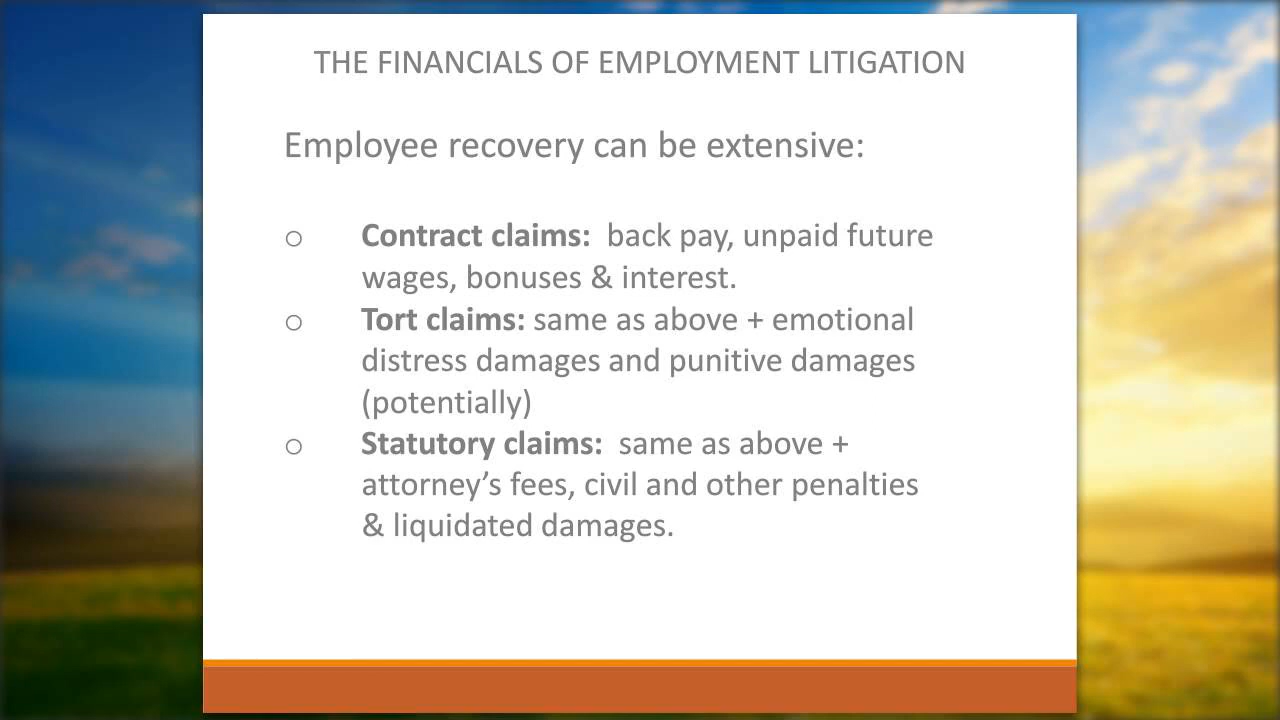 THE FINANCIALS OF EMPLOYMENT LITIGATION
Employee recovery can be extensive:
o Contract claims: back pay, unpaid future
wages, bonuses & interest.
o Tort claims: same as above + emotional
distress damages and punitive damages
(potentially)
o Statutory claims: same as above +
attorney’s fees, civil and other penalties
& liquidated damages.